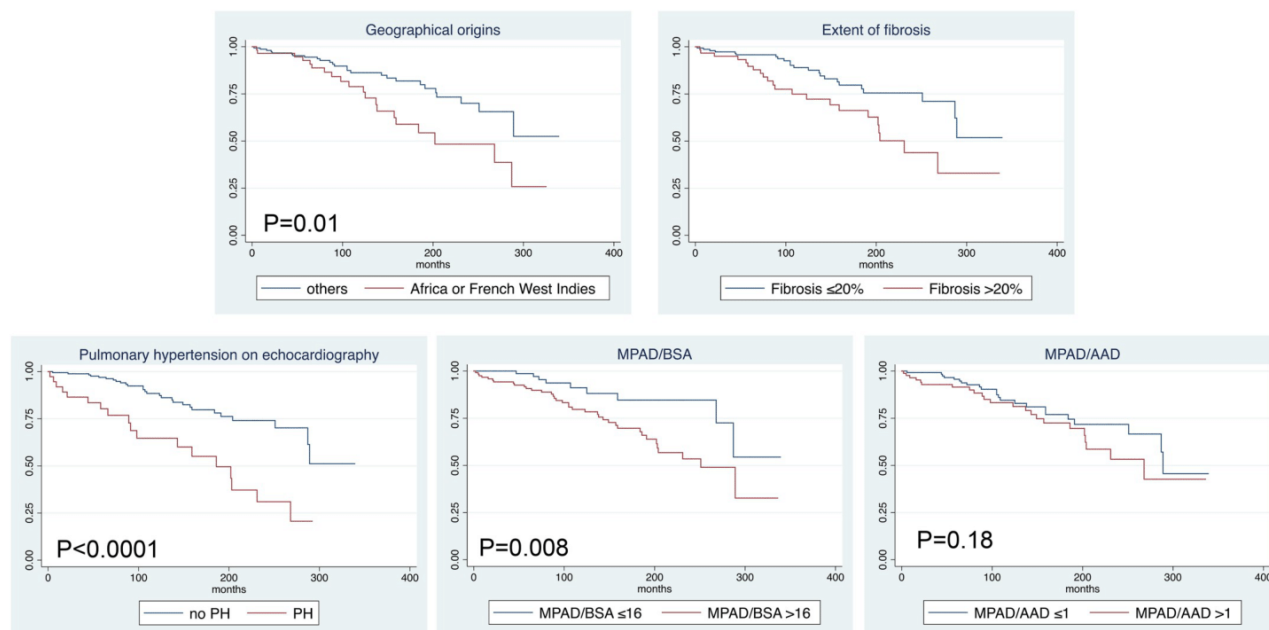 Geographical origins
1.00
0.75
0.50
0.25
0.00
P=0.01
0 100 200 300 400
months
others Africa or French West Indies
Extent of fibrosis
1.00
0.75
0.50
0.25
0.00
0 100 200 300 400
months
Fibrosis ≤20% Fibrosis >20%
Pulmonary hypertension on echocardiography
1.00
0.75
0.50
0.25
0.00
P<0.0001
0 100 200 300 400
months
no PH PH
MPAD/BSA
1.00
0.75
0.50
0.25
0.00
P=0.008
0 100 200 300 400
months
MPAD/BSA ≤16 MPAD/BSA >16
MPAD/AAD
1.00
0.75
0.50
0.25
0.00
P=0.18
0 100 200 300 400
months
MPAD/AAD ≤1 MPAD/AAD >1